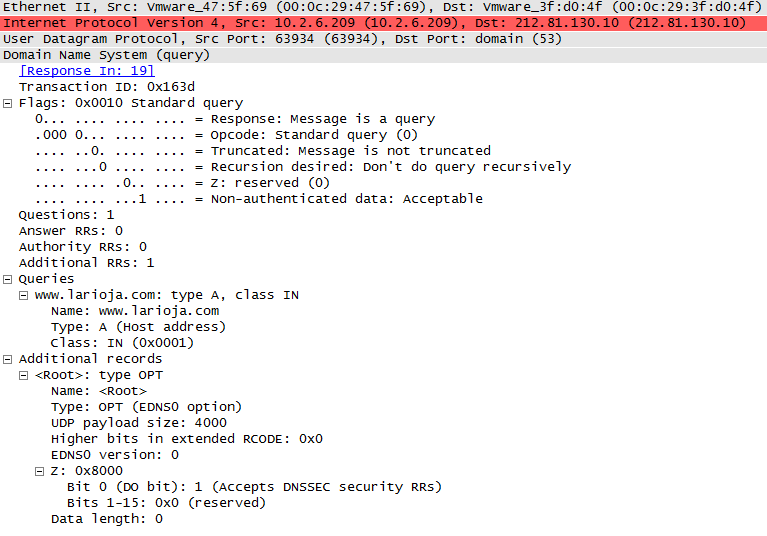 Ethernet II, Src: Vmware_47:5f:69 (00:0c:29:47:5f:69), Dst: Vmware_3f:d0:4f (00:0c:29:3f:d0:4f)
Internet Protocol Version 4, Src: 10.2.6.209 (10.2.6.209), Dst: 212.81.130.10 (212.81.130.10)
User Datagram Protocol, Src Port: 63934 (63934), Dst Port: domain (53)
Domain Name System (query)
[Response In: 19]
Transaction ID: 0x163d
Flags: 0x0010 Standard query
0... .... .... .... = Response: Message is a query
.000 0... .... .... = Opcode: Standard query (0)
.... ..0. .... .... = Truncated: Message is not truncated
.... ...0 .... .... = Recursion desired: Don't do query recursively
.... .... .0.. .... = Z: reserved (0)
.... .... ...1 .... = Non-authenticated data: Acceptable
Questions: 1
Answer RRs: 0
Authority RRs: 0
Additional RRs: 1
Queries
www.larioja.com: type A, class IN
Name: www.larioja.com
Type: A (Host address)
Class: IN (0x0001)
Additional records
<Root>: type OPT
Name: <Root>
Type: OPT (EDNS0 option)
UDP payload size: 4000
Higher bits in extended RCODE: 0x0
EDNS0 version: 0
Z: 0x8000
Bit 0 (DO bit): 1 (Accepts DNSSEC security RRs)
Bits 1-15: 0x0 (reserved)
Data length: 0